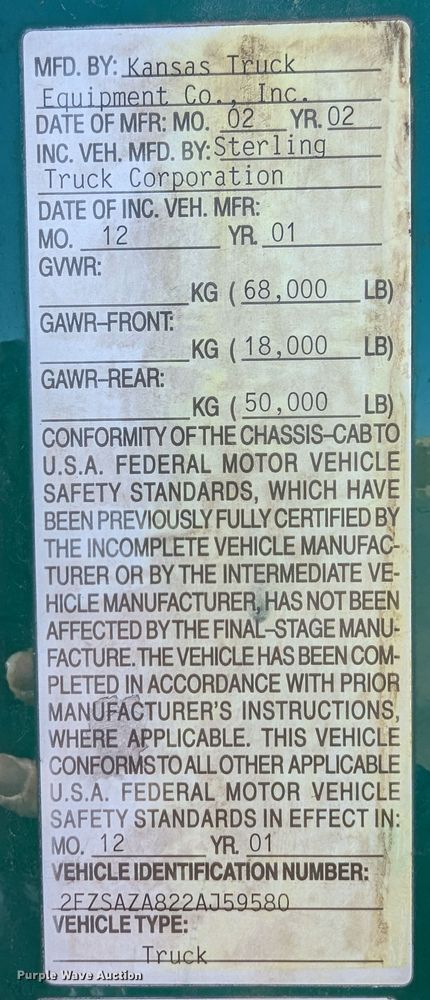 MFD. BY: Kansas Truck
Equipment Co., Inc.
DATE OF MFR: MO. 02 YR. 02
INC. VEH. MFD. BY: Sterling
Truck Corporation
DATE OF INC. VEH. MFR:
MO. 12 YR. 01
GVWR:
KG ( 68,000 LB)
GAWR-FRONT:
KG ( 18,000 LB)
GAWR-REAR:
KG ( 50,000 LB)
CONFORMITY OF THE CHASSIS-CAB TO
U.S.A. FEDERAL MOTOR VEHICLE
SAFETY STANDARDS, WHICH HAVE
BEEN PREVIOUSLY FULLY CERTIFIED BY
THE INCOMPLETE VEHICLE MANUFAC-
TURER OR BY THE INTERMEDIATE VE-
HICLE MANUFACTURER, HAS NOT BEEN
AFFECTED BY THE FINAL-STAGE MANU-
FACTURE. THE VEHICLE HAS BEEN COM-
PLETED IN ACCORDANCE WITH PRIOR
MANUFACTURER'S INSTRUCTIONS,
WHERE APPLICABLE. THIS VEHICLE
CONFORMS TO ALL OTHER APPLICABLE
U.S.A. FEDERAL MOTOR VEHICLE
SAFETY STANDARDS IN EFFECT IN:
MO. 12 YR. 01
VEHICLE IDENTIFICATION NUMBER:
2FZSAZA822AJ59580
VEHICLE TYPE:
Truck
Purple Wave Auction